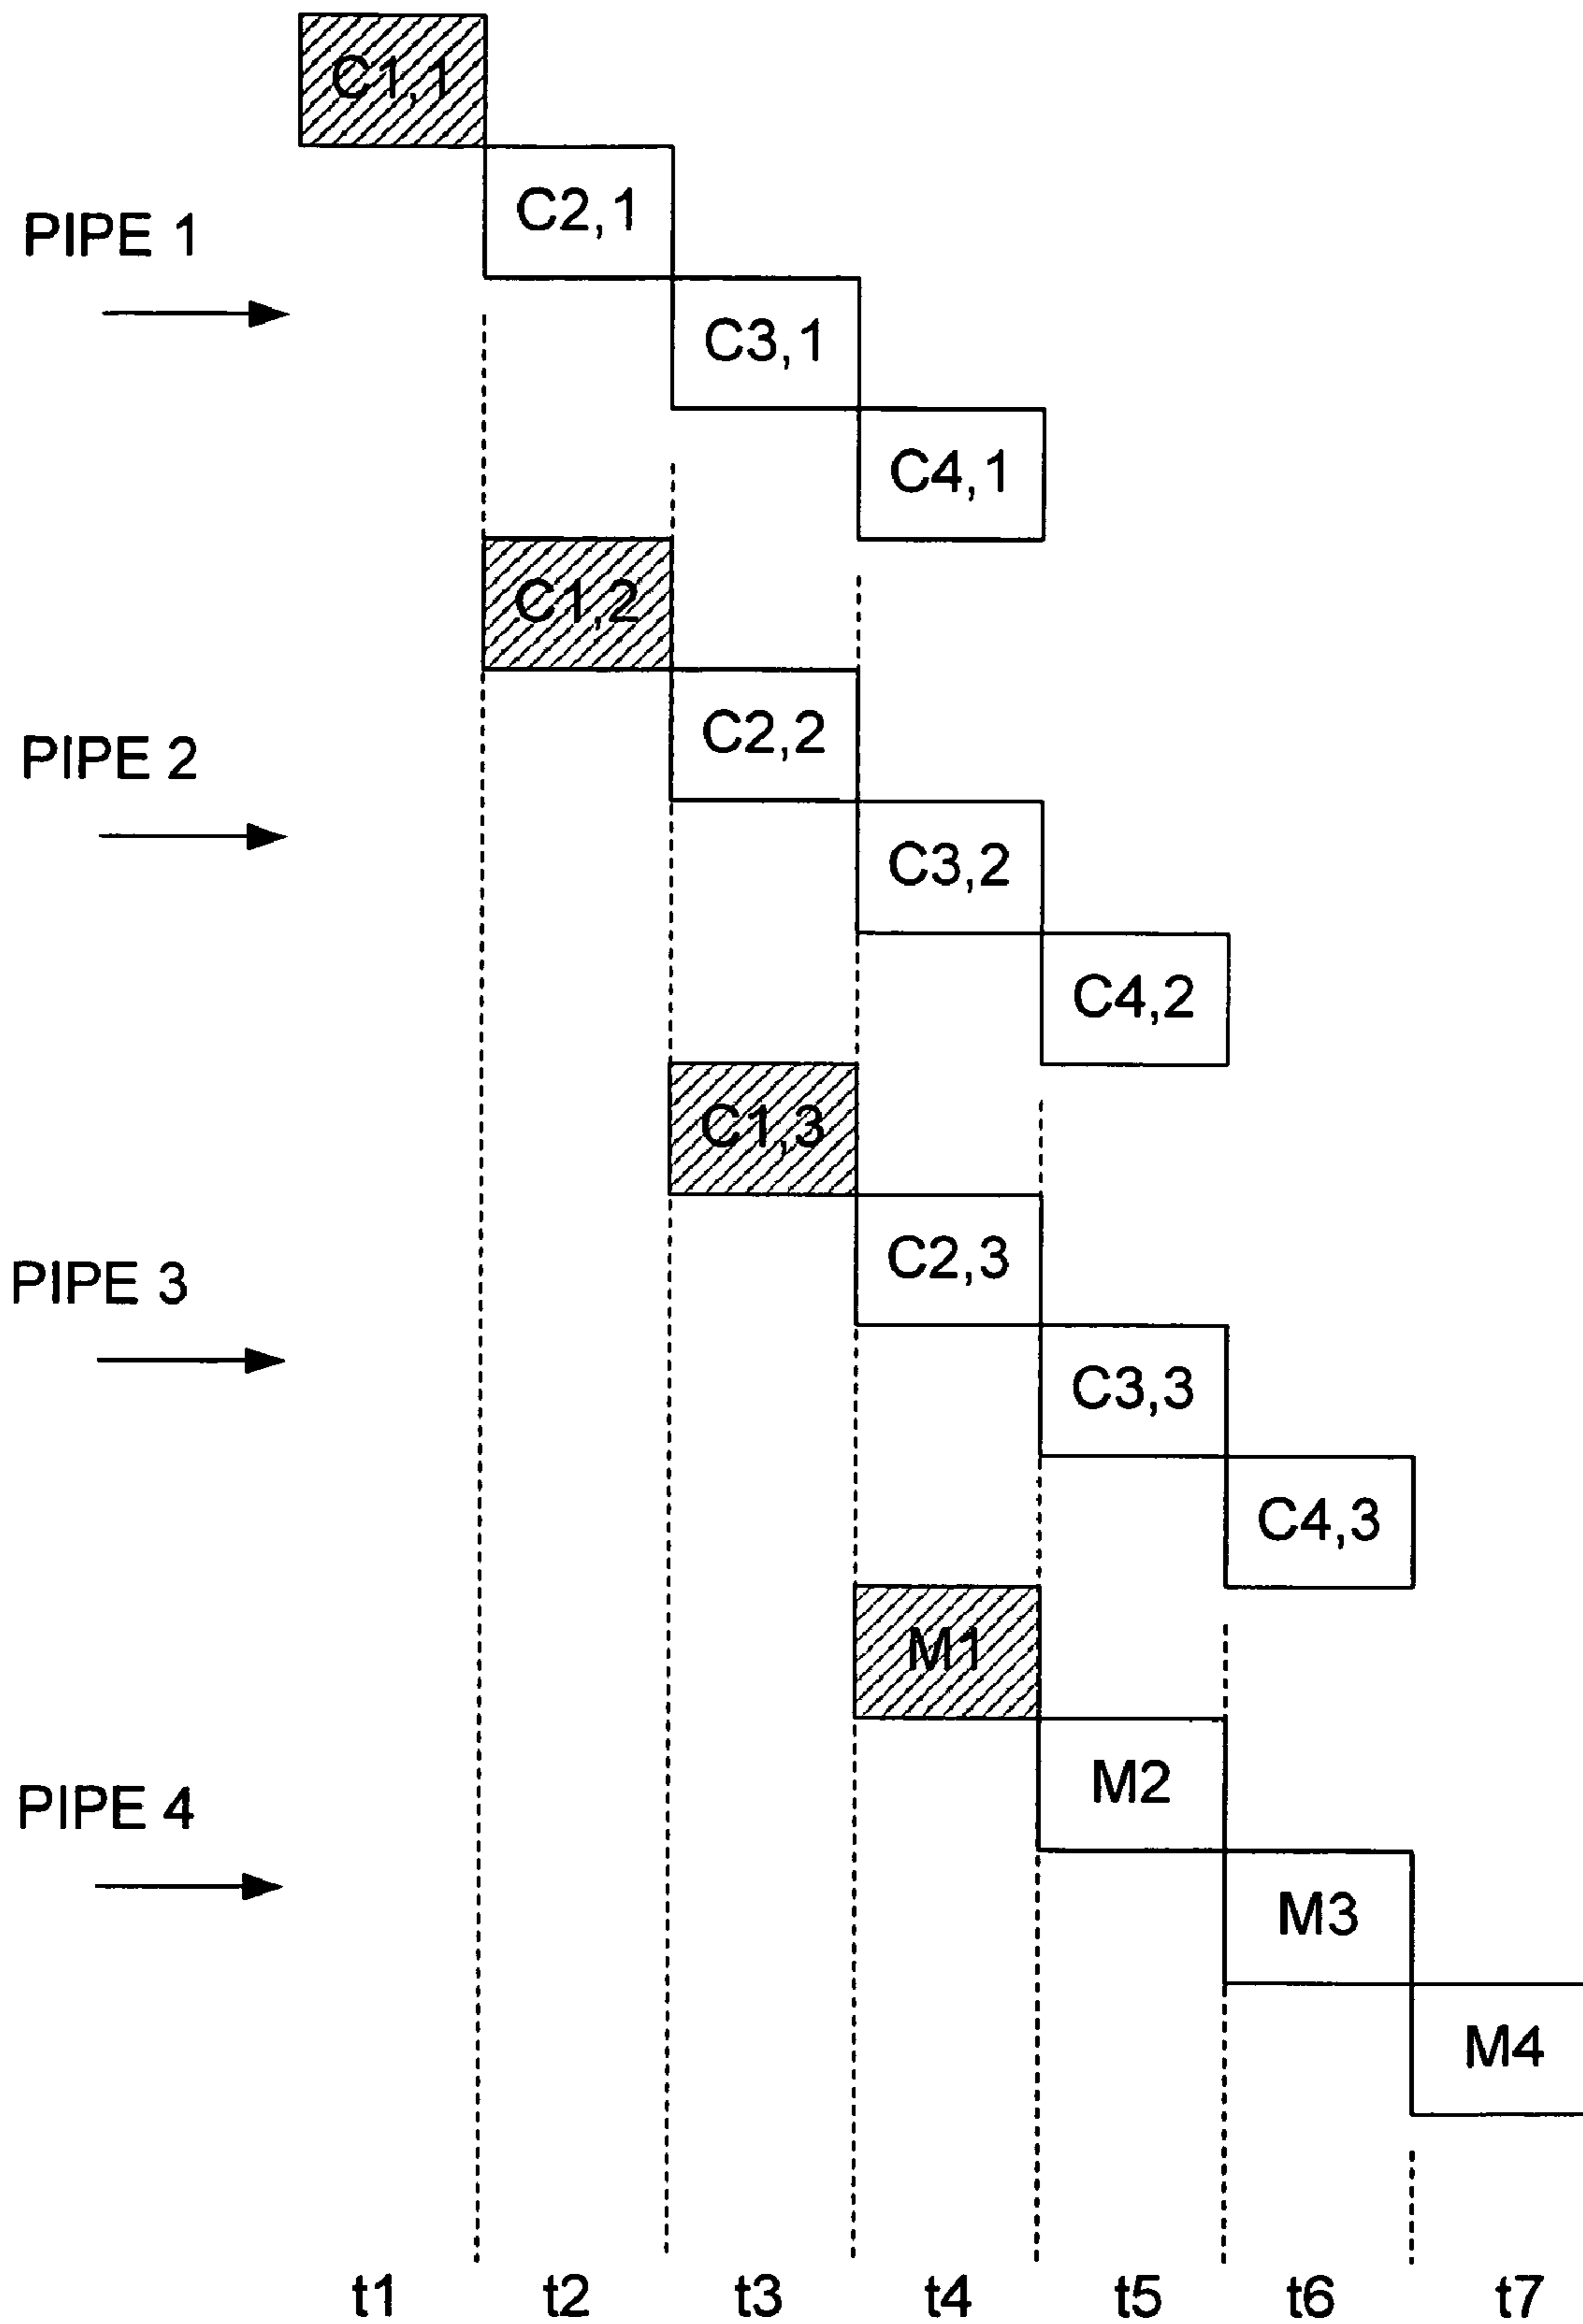 C1,1
C2,1
PIPE 1
C3,1
C4,1
C1,2
C2,2
PIPE 2
C3,2
C4,2
C1,3
C2,3
PIPE 3
C3,3
C4,3
M1
M2
PIPE 4
M3
M4
t1 t2 t3 t4 t5 t6 t7